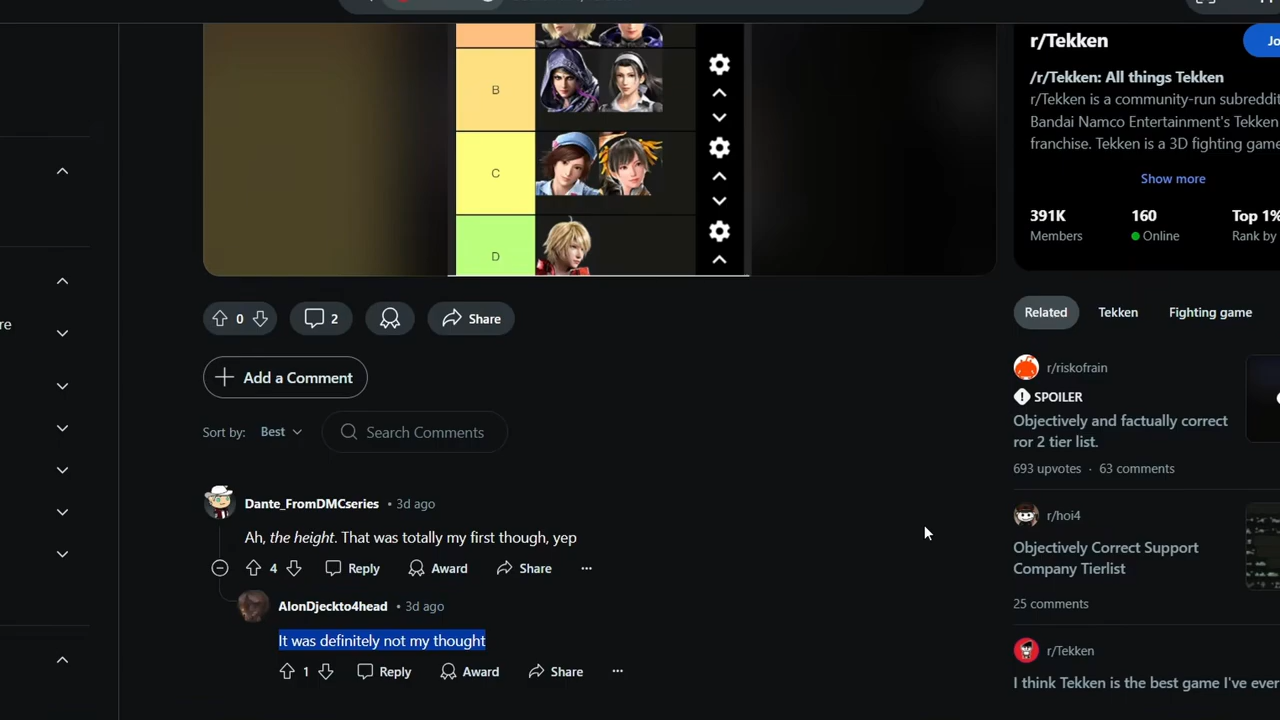 B
C
D
0
2
Share
Add a Comment
Sort by:
Best
Search Comments
Dante_FromDMCseries • 3d ago
Ah, the height. That was totally my first though, yep
4
Reply
Award
Share
AlonDjeckto4head • 3d ago
It was definitely not my thought
1
Reply
Award
Share
r/Tekken
Jo
/r/Tekken: All things Tekken
r/Tekken is a community-run subreddit
Bandai Namco Entertainment's Tekken
franchise. Tekken is a 3D fighting game
Show more
391K
160
Top 1%
Members
Online
Rank by
Related
Tekken
Fighting game
r/riskofrain
SPOILER
Objectively and factually correct
ror 2 tier list.
693 upvotes · 63 comments
r/hoi4
Objectively Correct Support
Company Tierlist
25 comments
r/Tekken
I think Tekken is the best game I've ever
re